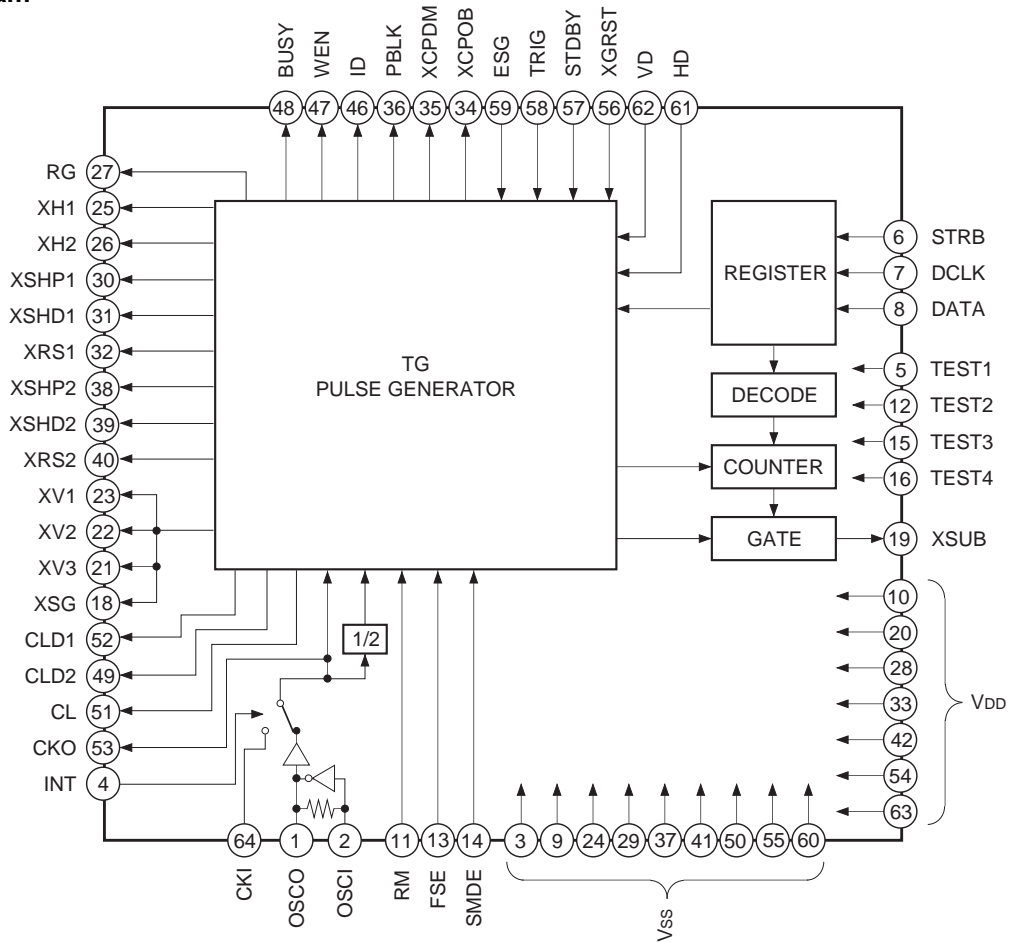 BUSY
WEN
ID
PBLK
XCPDM
XCPOB
ESG
TRIG
STDBY
XGRST
VD
HD
48
47
46
36
35
34
59
58
57
56
62
61
RG 27
XH1 25
XH2 26
XSHP1 30
XSHD1 31
XRS1 32
XSHP2 38
XSHD2 39
XRS2 40
XV1 23
XV2 22
XV3 21
XSG 18
CLD1 52
CLD2 49
CL 51
CKO 53
INT 4
TG
PULSE GENERATOR
1/2
REGISTER
DECODE
COUNTER
GATE
6 STRB
7 DCLK
8 DATA
5 TEST1
12 TEST2
15 TEST3
16 TEST4
19 XSUB
10
20
28
33
42
54
63
VDD
64
1
2
11
13
14
3
9
24
29
37
41
50
55
60
CKI
OSCO
OSCI
RM
FSE
SMDE
Vss